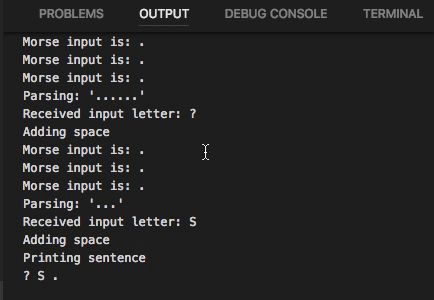 PROBLEMS OUTPUT DEBUG CONSOLE TERMINAL
Morse input is: .
Morse input is: .
Morse input is: .
Parsing: '......'
Received input letter: ?
Adding space
Morse input is: .
Morse input is: .
Morse input is: .
Parsing: '...'
Received input letter: S
Adding space
Printing sentence
? S .